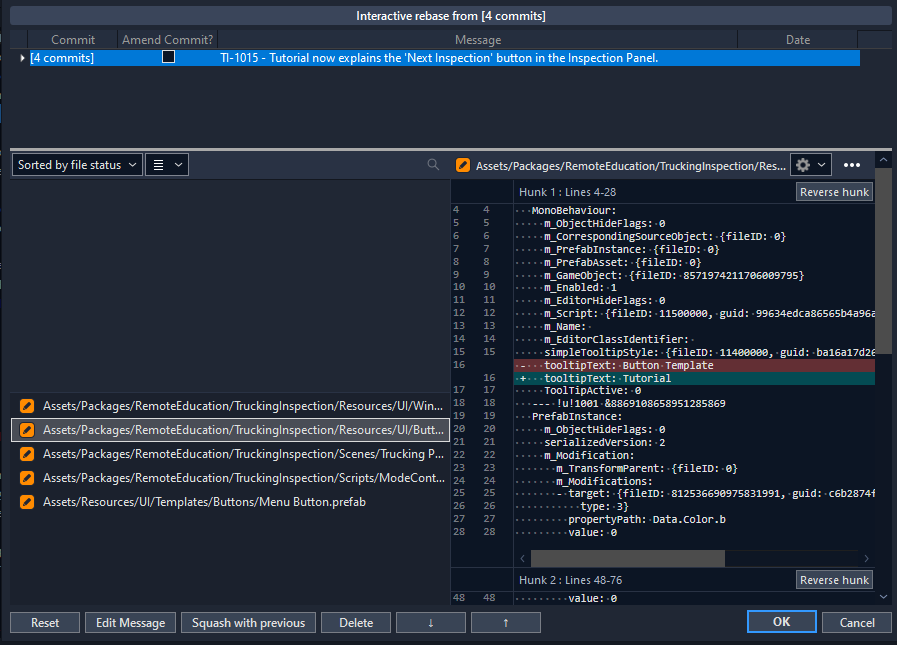 Interactive rebase from [4 commits]
Commit Amend Commit? Message Date
[4 commits] TI-1015 - Tutorial now explains the 'Next Inspection' button in the Inspection Panel.
Sorted by file status
Assets/Packages/RemoteEducation/TruckingInspection/Res...
Hunk 1 : Lines 4-28
Reverse hunk
4 4 MonoBehaviour:
5 5 m_ObjectHideFlags: 0
6 6 m_CorrespondingSourceObject: {fileID: 0}
7 7 m_PrefabInstance: {fileID: 0}
8 8 m_PrefabAsset: {fileID: 0}
9 9 m_GameObject: {fileID: 8571974211706009795}
10 10 m_Enabled: 1
11 11 m_EditorHideFlags: 0
12 12 m_Script: {fileID: 11500000, guid: 99634edca86565b4a96a
13 13 m_Name:
14 14 m_EditorClassIdentifier:
15 15 simpleTooltipStyle: {fileID: 11400000, guid: ba16a17d26
16 - tooltipText: Button Template
16 + tooltipText: Tutorial
17 17 ToolTipActive: 0
18 18 --- !u!1001 &8869108658951285869
19 19 PrefabInstance:
20 20 m_ObjectHideFlags: 0
21 21 serializedVersion: 2
22 22 m_Modification:
23 23 m_TransformParent: {fileID: 0}
24 24 m_Modifications:
25 25 - target: {fileID: 812536690975831991, guid: c6b2874f
26 26 type: 3}
27 27 propertyPath: Data.Color.b
28 28 value: 0
Hunk 2 : Lines 48-76
Reverse hunk
48 48 value: 0
Assets/Packages/RemoteEducation/TruckingInspection/Resources/UI/Win...
Assets/Packages/RemoteEducation/TruckingInspection/Resources/UI/Butt...
Assets/Packages/RemoteEducation/TruckingInspection/Scenes/Trucking P...
Assets/Packages/RemoteEducation/TruckingInspection/Scripts/ModeCont...
Assets/Resources/UI/Templates/Buttons/Menu Button.prefab
Reset Edit Message Squash with previous Delete ↓ ↑ OK Cancel